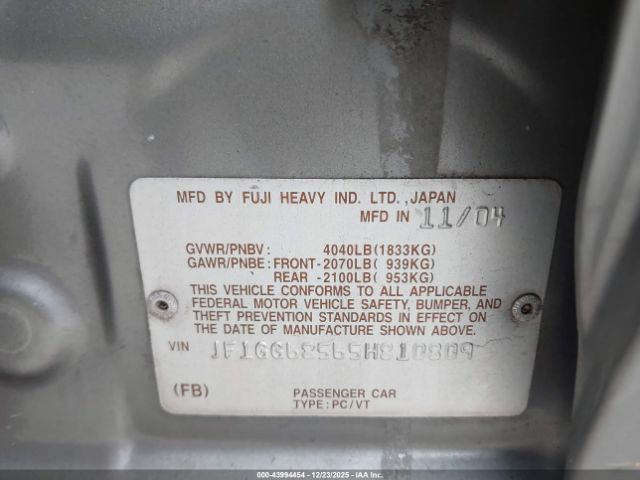 MFD BY FUJI HEAVY IND. LTD.,JAPAN
MFD IN 11/04
GVWR/PNBV: 4040LB(1833KG)
GAWR/PNBE: FRONT-2070LB( 939KG)
REAR -2100LB( 953KG)
THIS VEHICLE CONFORMS TO ALL APPLICABLE
FEDERAL MOTOR VEHICLE SAFETY, BUMPER, AND
THEFT PREVENTION STANDARDS IN EFFECT ON
THE DATE OF MANUFACTURE SHOWN ABOVE.
VIN JF1GG68565H810809
(FB) PASSENGER CAR
TYPE: PC/VT
000-43994454 - 12/23/2025 - IAA Inc.